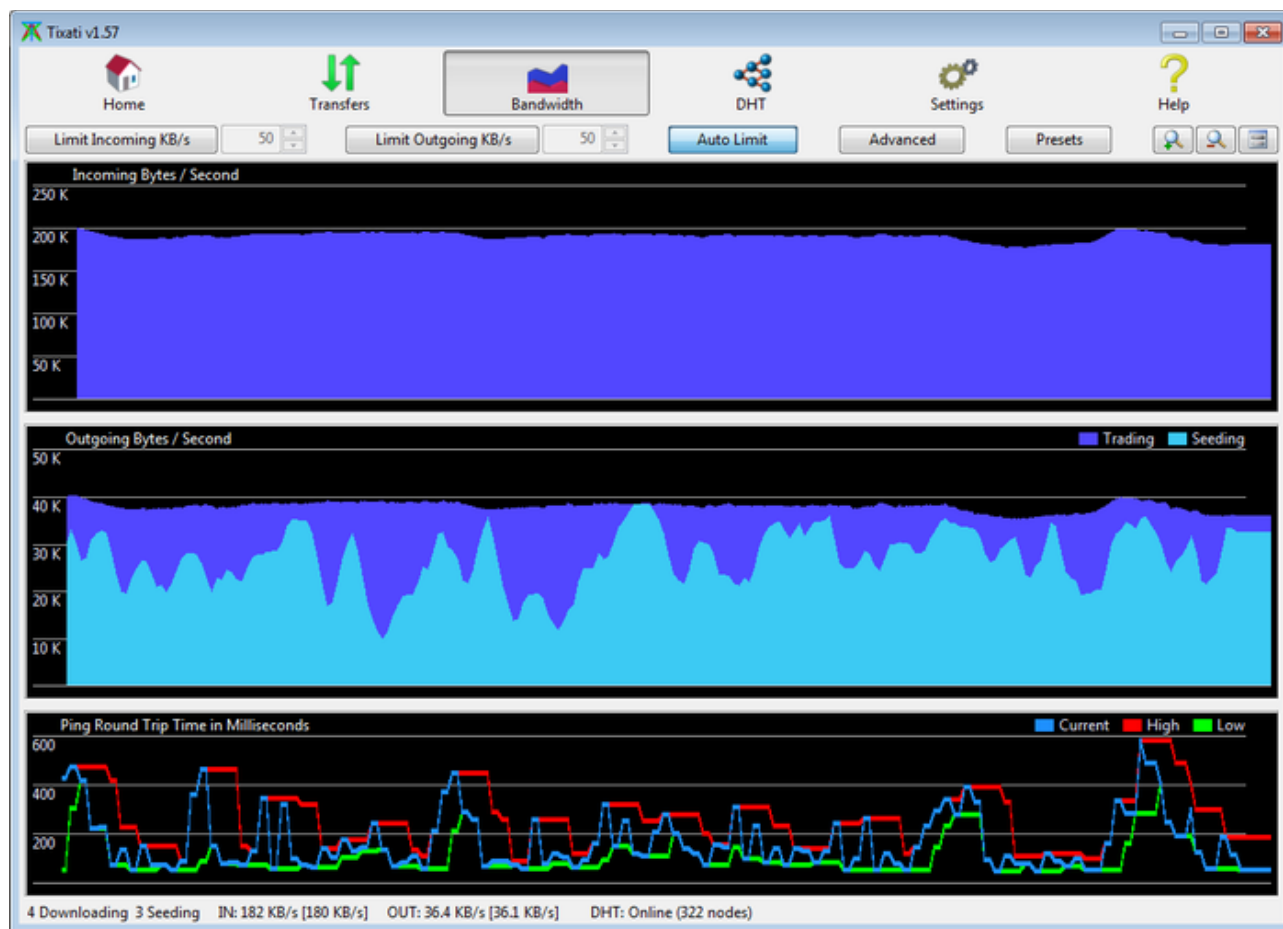 Tixati v1.57
Home Transfers Bandwidth DHT Settings Help
Limit Incoming KB/s 50 Limit Outgoing KB/s 50 Auto Limit Advanced Presets
Incoming Bytes / Second
250 K
200 K
150 K
100 K
50 K
Outgoing Bytes / Second Trading Seeding
50 K
40 K
30 K
20 K
10 K
Ping Round Trip Time in Milliseconds Current High Low
600
400
200
4 Downloading 3 Seeding IN: 182 KB/s [180 KB/s] OUT: 36.4 KB/s [36.1 KB/s] DHT: Online (322 nodes)